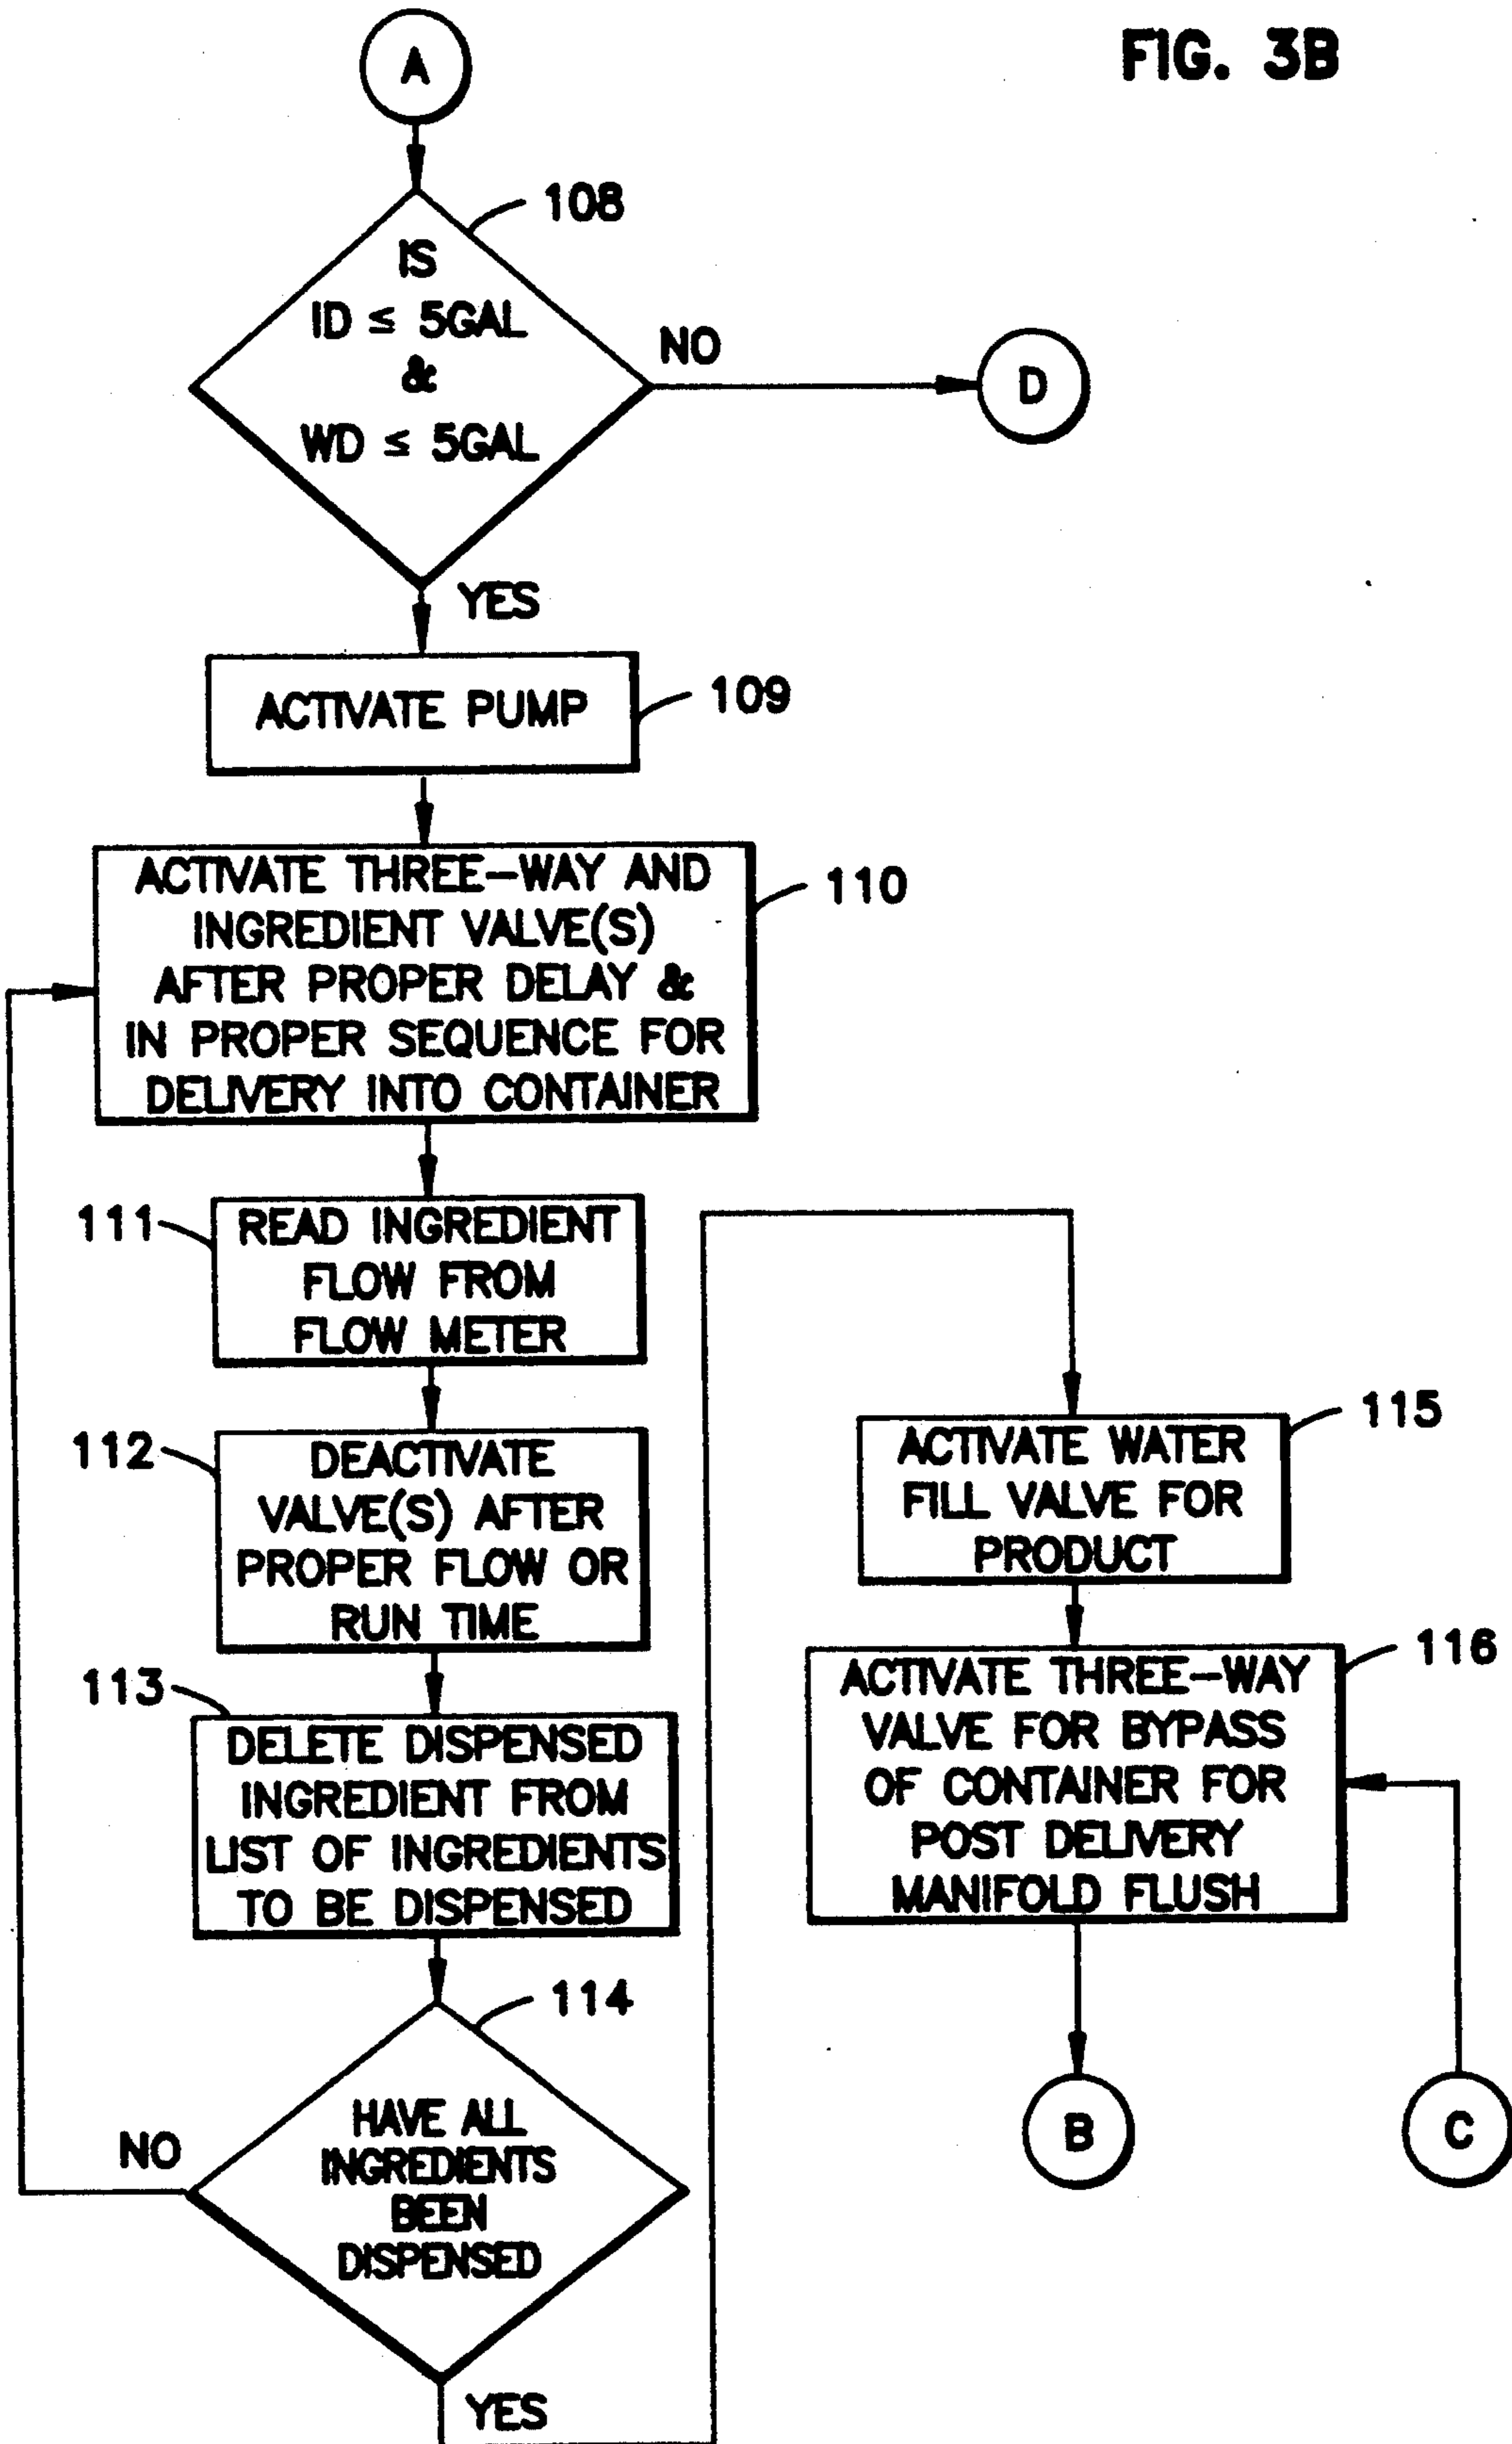 FIG. 3B
A
108
IS
ID ≤ 5GAL
&
WD ≤ 5GAL
NO
D
YES
ACTIVATE PUMP
109
ACTIVATE THREE-WAY AND
INGREDIENT VALVE(S)
AFTER PROPER DELAY &
IN PROPER SEQUENCE FOR
DELIVERY INTO CONTAINER
110
111
READ INGREDIENT
FLOW FROM
FLOW METER
112
DEACTIVATE
VALVE(S) AFTER
PROPER FLOW OR
RUN TIME
113
DELETE DISPENSED
INGREDIENT FROM
LIST OF INGREDIENTS
TO BE DISPENSED
114
HAVE ALL
INGREDIENTS
BEEN
DISPENSED
NO
YES
115
ACTIVATE WATER
FILL VALVE FOR
PRODUCT
116
ACTIVATE THREE-WAY
VALVE FOR BYPASS
OF CONTAINER FOR
POST DELIVERY
MANIFOLD FLUSH
B
C